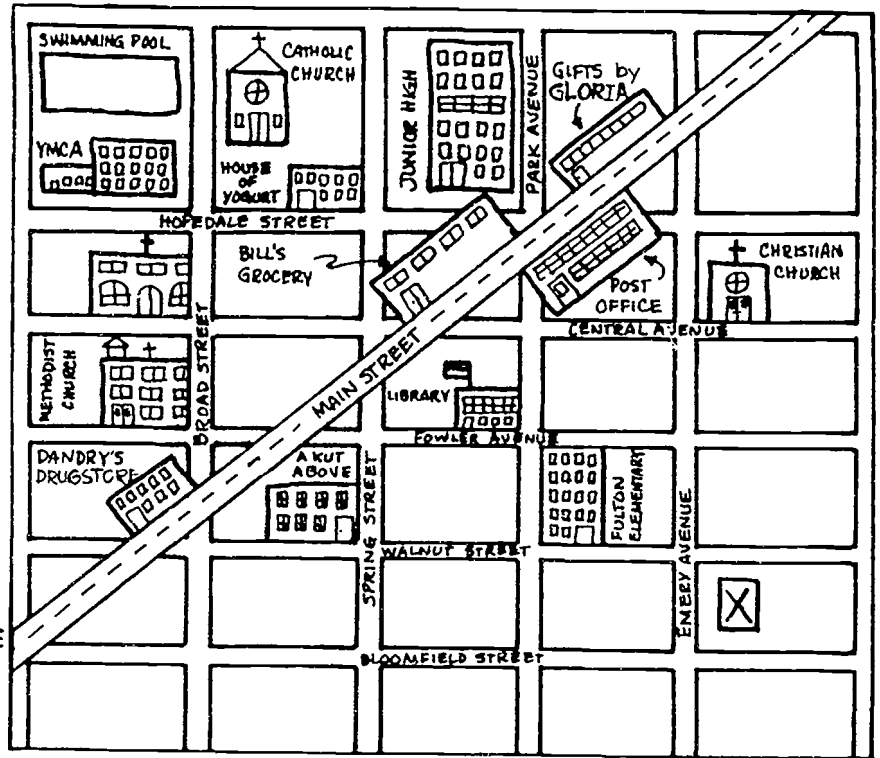 SWIMMING POOL
CATHOLIC
CHURCH
JUNIOR HIGH
PARK AVENUE
GIFTS by
GLORIA
YMCA
HOUSE
OF
YOGURT
HOPEDALE STREET
BILL'S
GROCERY
POST
OFFICE
CHRISTIAN
CHURCH
CENTRAL AVENUE
METHODIST
CHURCH
BROAD STREET
MAIN STREET
LIBRARY
FOWLER AVENUE
DANDRY'S
DRUGSTORE
A KUT
ABOVE
SPRING STREET
FULTON
ELEMENTARY
WALNUT STREET
EMERY AVENUE
X
BLOOMFIELD STREET